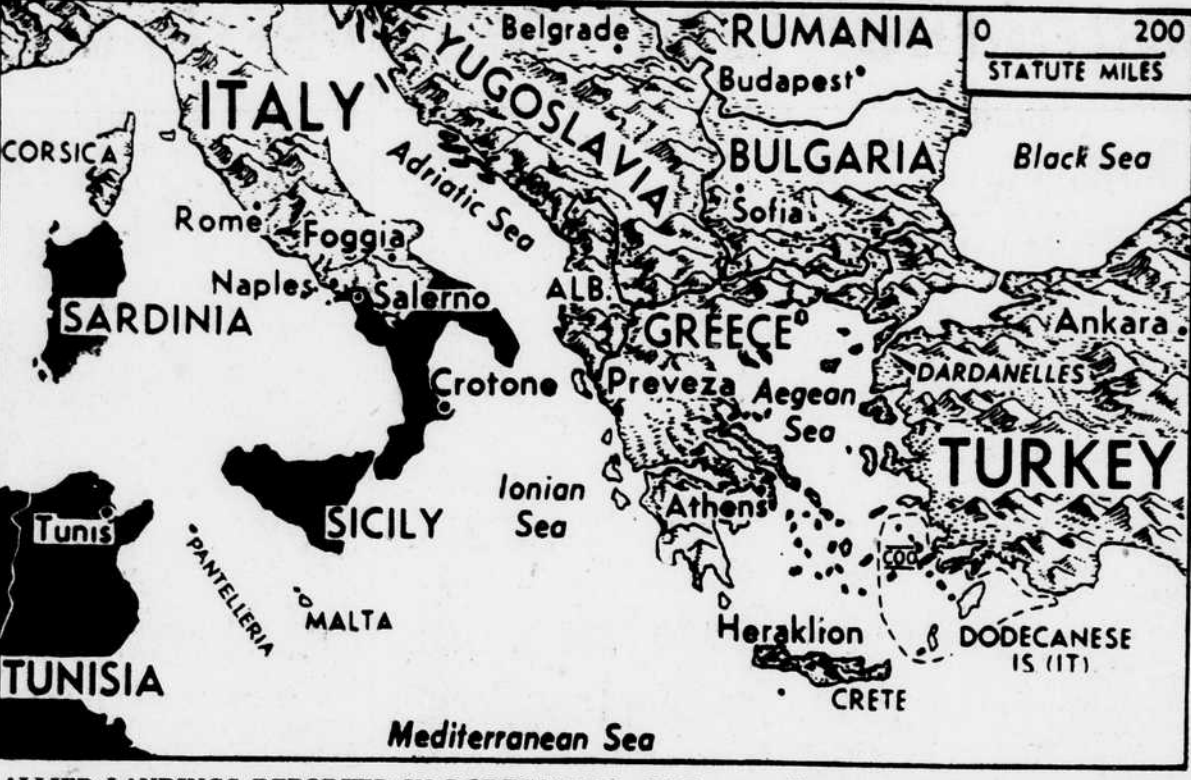 Belgrade
RUMANIA
0 200
STATUTE MILES
Budapest
YUGOSLAVIA
ITALY
CORSICA
Adriatic Sea
BULGARIA
Black Sea
Rome
Foggia
Sofia
Naples
Salerno
ALB.
SARDINIA
GREECE
Ankara
Crotone
Preveza
Aegean
Sea
DARDANELLES
TURKEY
Ionian
Sea
Athens
Tunis
SICILY
COO
PANTELLERIA
MALTA
Heraklion
DODECANESE
IS (IT)
TUNISIA
CRETE
Mediterranean Sea